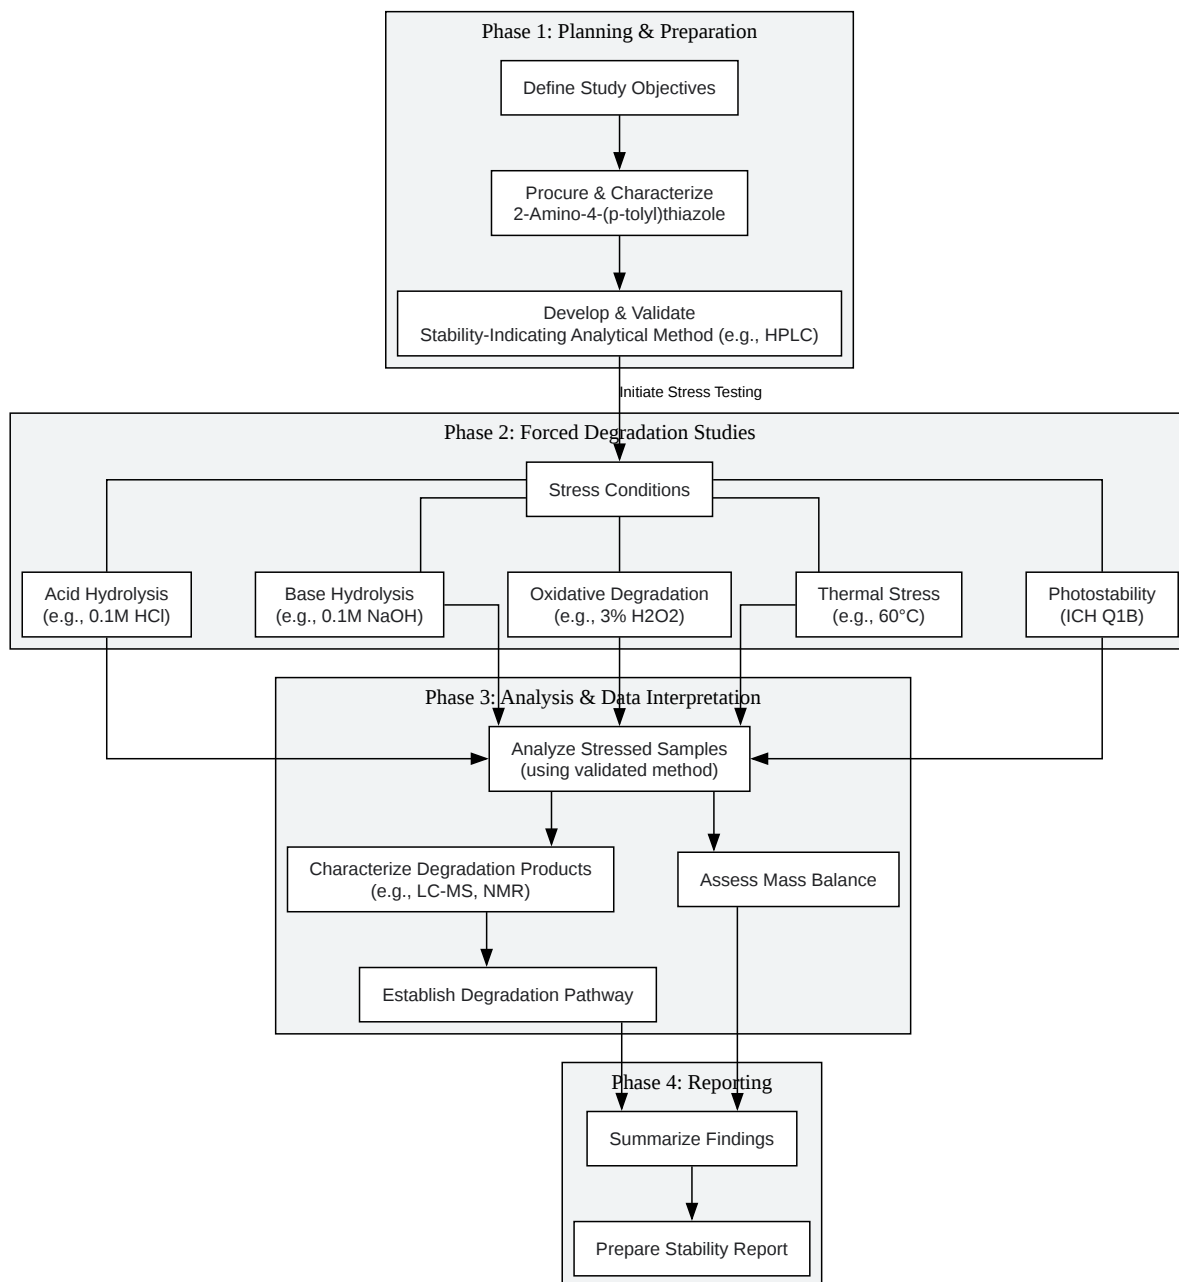 Phase 1: Planning & Preparation
Define Study Objectives
Procure & Characterize
2-Amino-4-(p-tolyl)thiazole
Develop & Validate
Stability-Indicating Analytical Method (e.g., HPLC)
Initiate Stress Testing
Phase 2: Forced Degradation Studies
Stress Conditions
Acid Hydrolysis
(e.g., 0.1M HCl)
Base Hydrolysis
(e.g., 0.1M NaOH)
Oxidative Degradation
(e.g., 3% H2O2)
Thermal Stress
(e.g., 60°C)
Photostability
(ICH Q1B)
Phase 3: Analysis & Data Interpretation
Analyze Stressed Samples
(using validated method)
Characterize Degradation Products
(e.g., LC-MS, NMR)
Assess Mass Balance
Establish Degradation Pathway
Phase 4: Reporting
Summarize Findings
Prepare Stability Report